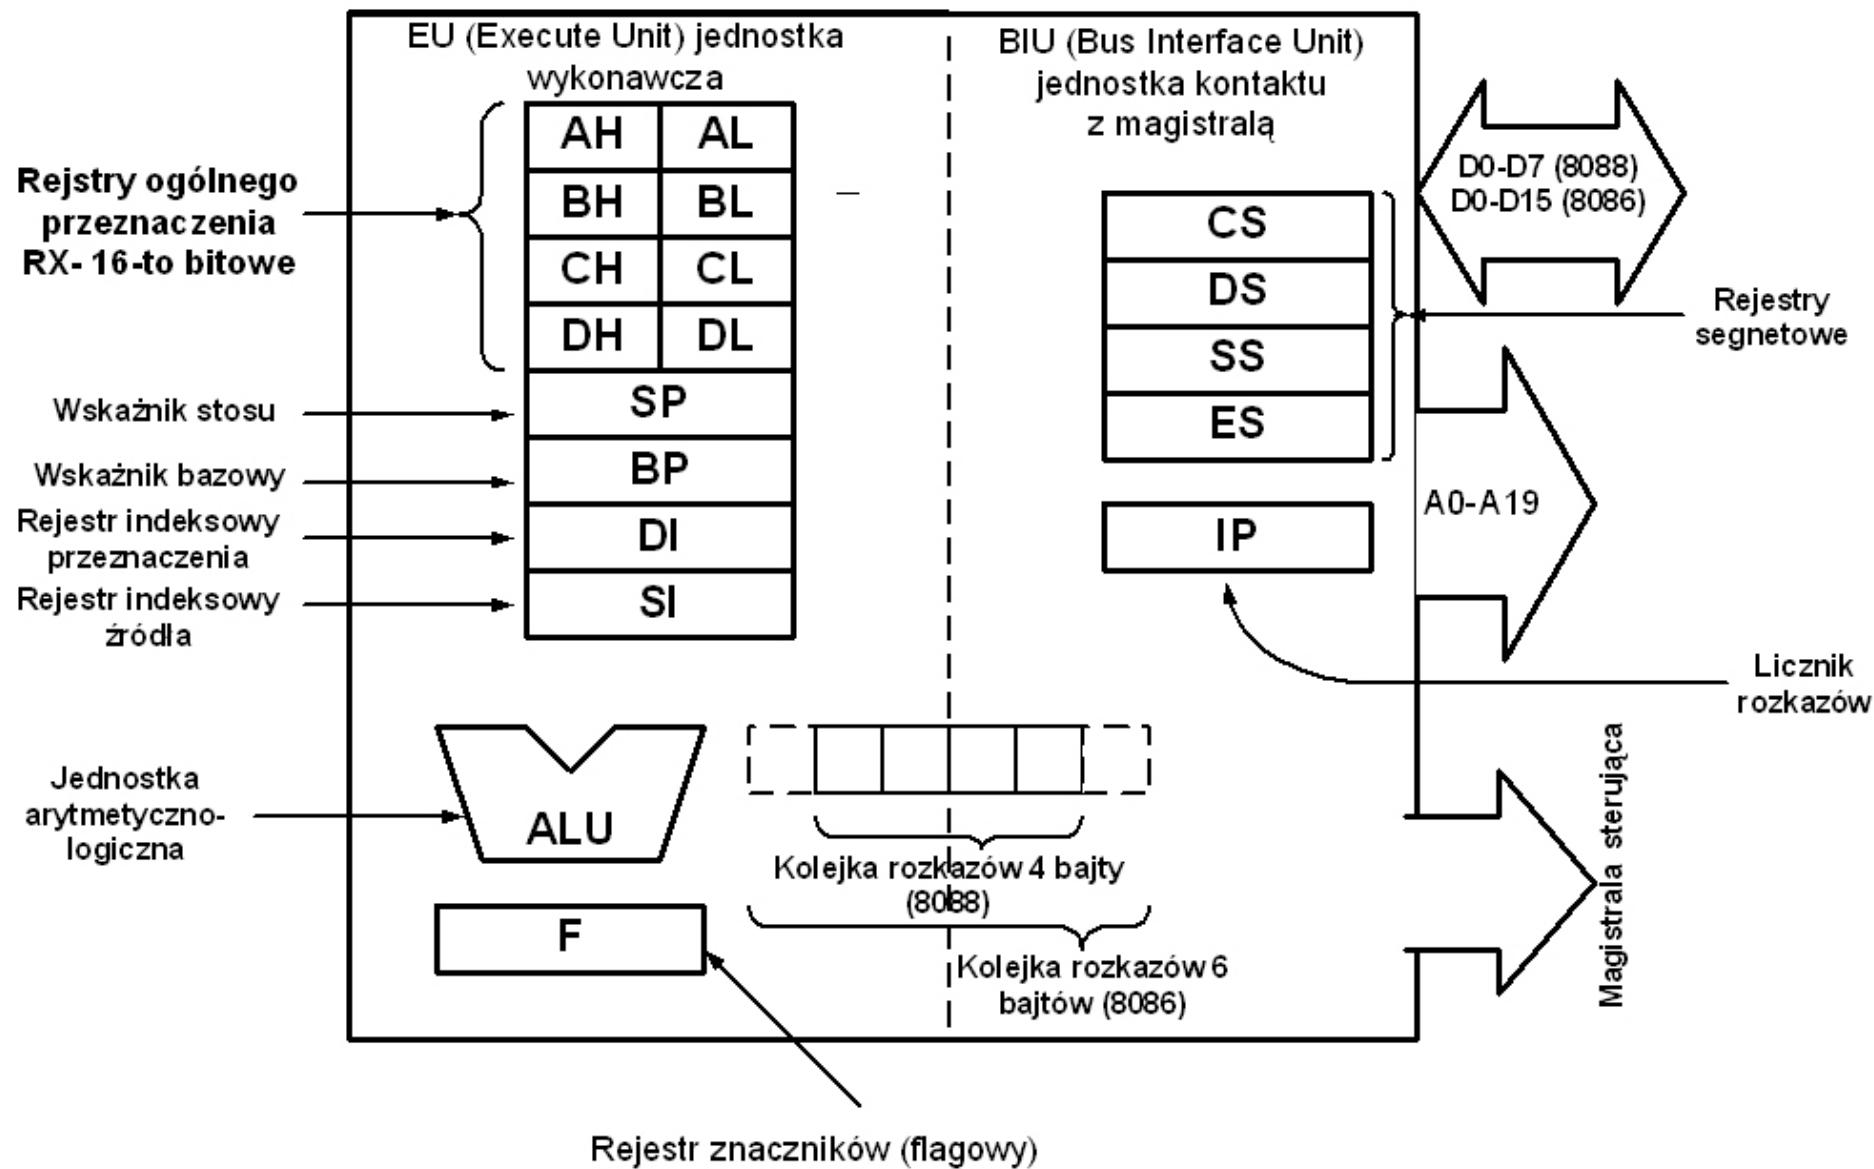 EU (Execute Unit) jednostka
wykonawcza
BIU (Bus Interface Unit)
jednostka kontaktu
z magistralą
Rejstry ogólnego
przeznaczenia
RX- 16-to bitowe
AH AL
BH BL
CH CL
DH DL
SP
BP
DI
SI
Wskaźnik stosu
Wskaźnik bazowy
Rejestr indeksowy
przeznaczenia
Rejestr indeksowy
źródła
CS
DS
SS
ES
IP
D0-D7 (8088)
D0-D15 (8086)
Rejestry
segnetowe
A0-A19
Licznik
rozkazów
Jednostka
arytmetyczno-
logiczna
ALU
F
Kolejka rozkazów 4 bajty
(8088)
Kolejka rozkazów 6
bajtów (8086)
Magistrala sterująca
Rejestr znaczników (flagowy)